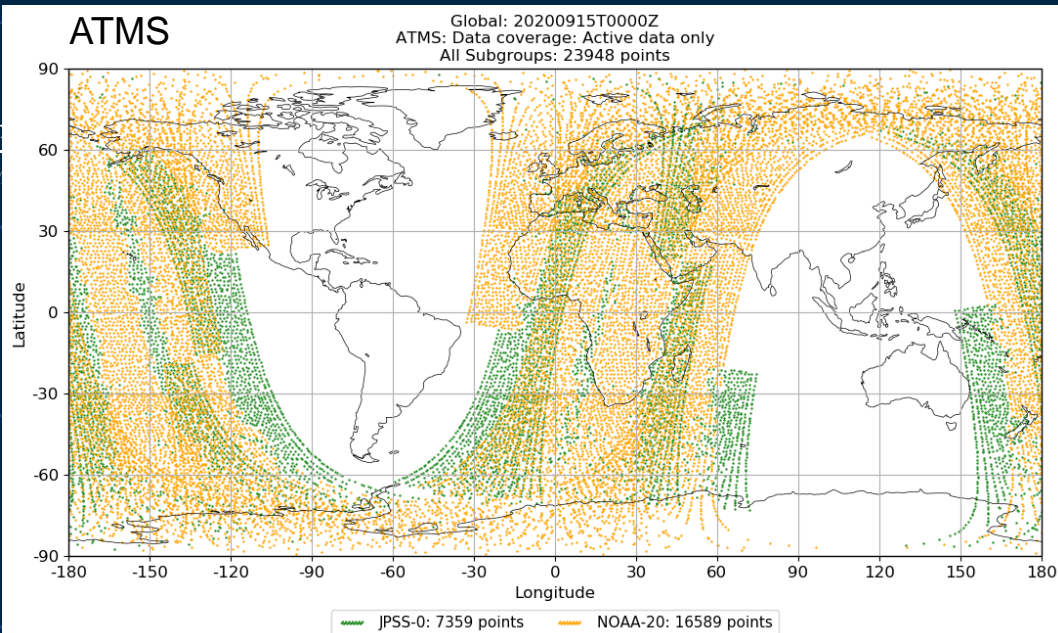 ATMS
Global: 20200915T0000Z
ATMS: Data coverage: Active data only
All Subgroups: 23948 points
90
60
30
0
-30
-60
-90
Latitude
-180 -150 -120 -90 -60 -30 0 30 60 90 120 150 180
Longitude
JPSS-0: 7359 points NOAA-20: 16589 points